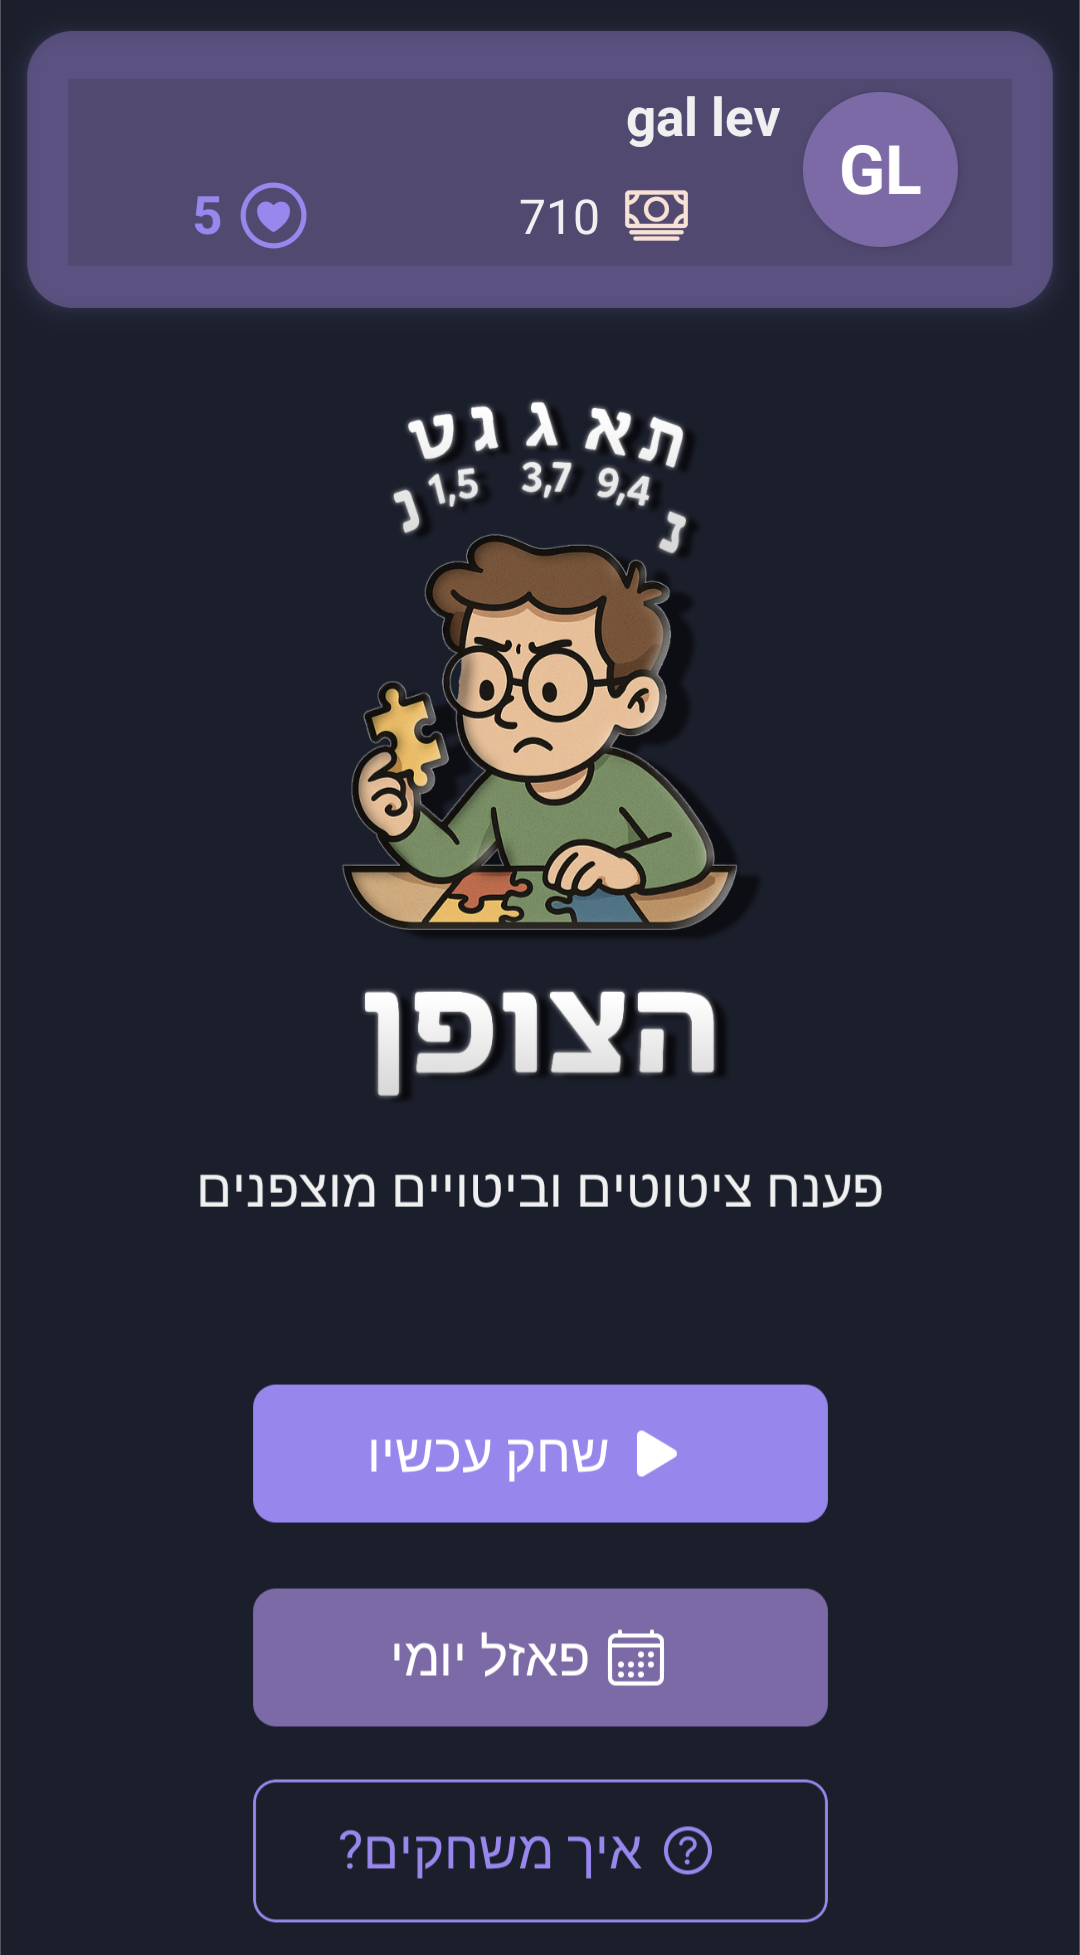 gal lev
GL
710
5
תא ג גט
9,4 3,7 1,5
נ נ
הצופן
פענח ציטוטים וביטויים מוצפנים
שחק עכשיו
פאזל יומי
איך משחקים?